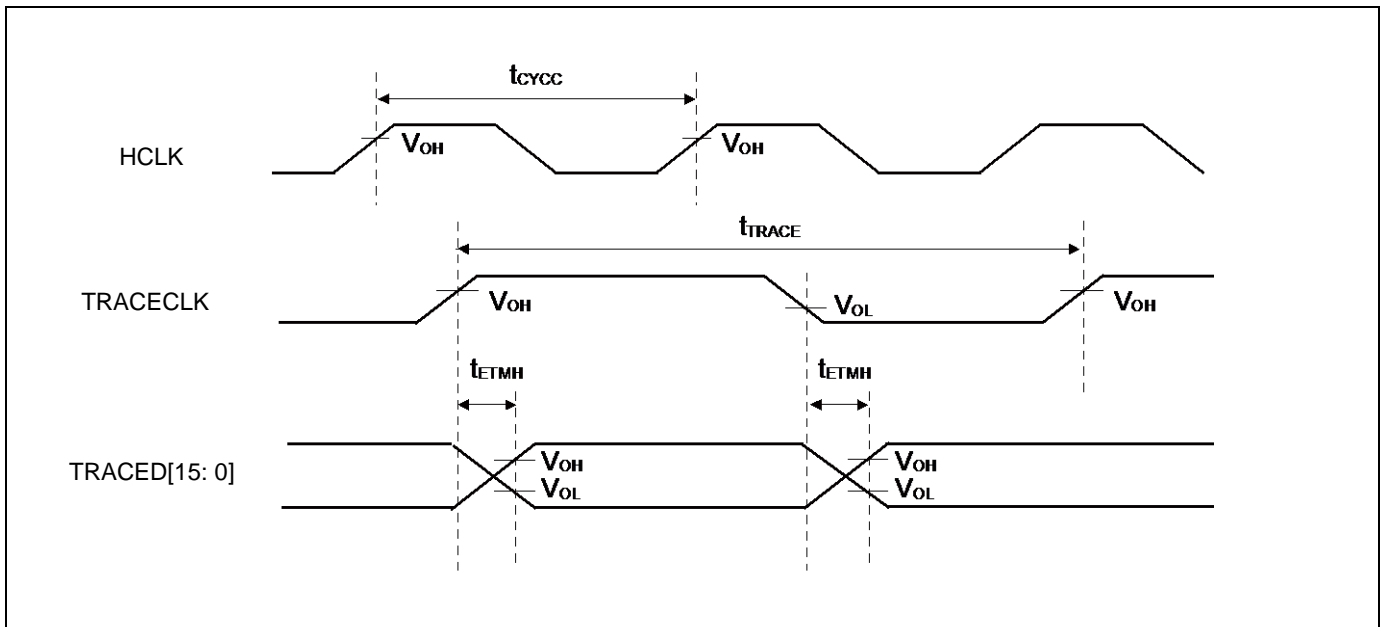 tCYCC
HCLK
VOH
VOH
tTRACE
TRACECLK
VOH
VOL
VOH
tETMH
tETMH
TRACED[15: 0]
VOH
VOH
VOL
VOL